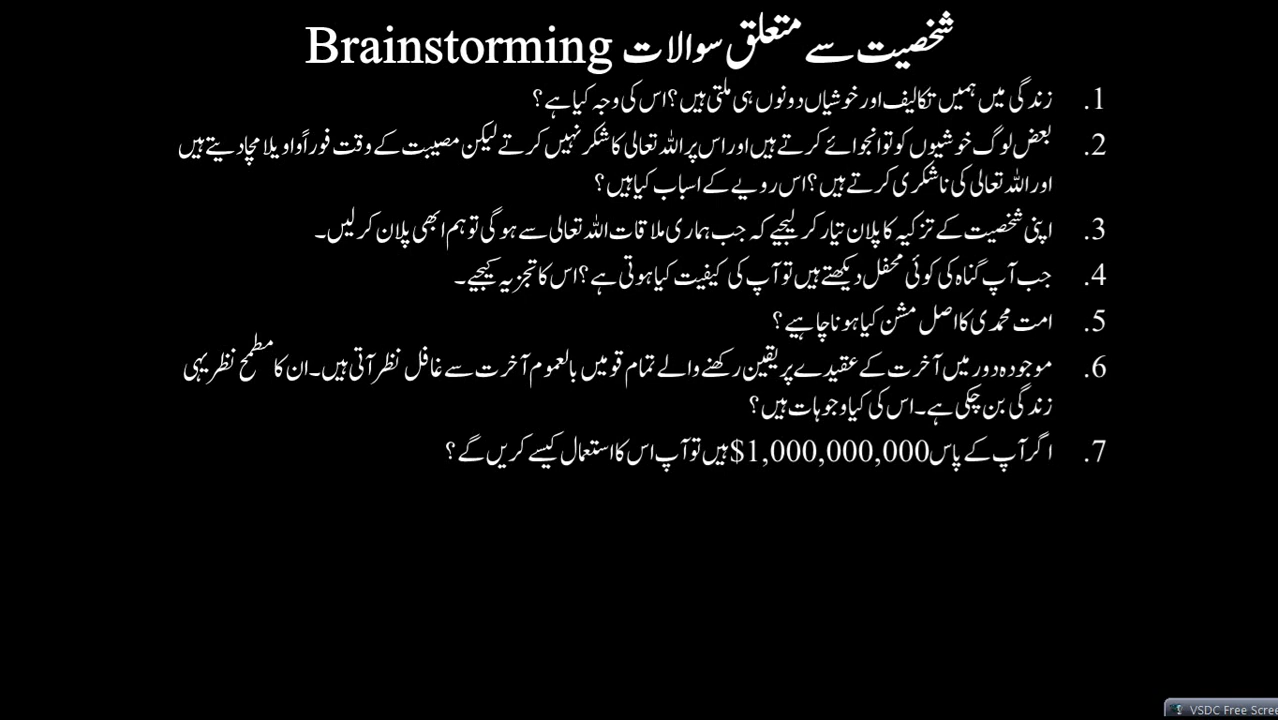 شخصیت سے متعلق سوالات Brainstorming
1. زندگی میں ہمیں تکالیف اور خوشیاں دونوں ہی ملتی ہیں؟ اس کی وجہ کیا ہے؟
2. بعض لوگ خوشیوں کو تو انجوائے کرتے ہیں اور اس پر اللہ تعالی کا شکر نہیں کرتے لیکن مصیبت کے وقت فوراً واویلا مچا دیتے ہیں
اور اللہ تعالی کی ناشکری کرتے ہیں؟ اس رویے کے اسباب کیا ہیں؟
3. اپنی شخصیت کے تزکیہ کا پلان تیار کر لیجیے کہ جب ہماری ملاقات اللہ تعالی سے ہو گی تو ہم ابھی پلان کر لیں۔
4. جب آپ گناہ کی کوئی محفل دیکھتے ہیں تو آپ کی کیفیت کیا ہوتی ہے؟ اس کا تجزیہ کیجیے۔
5. امت محمدی کا اصل مشن کیا ہونا چاہیے؟
6. موجودہ دور میں آخرت کے عقیدے پر یقین رکھنے والے تمام قومیں بالعموم آخرت سے غافل نظر آتی ہیں۔ ان کا مطمح نظر یہی
زندگی بن چکی ہے۔ اس کی کیا وجوہات ہیں؟
7. اگر آپ کے پاس $1,000,000,000 ہیں تو آپ اس کا استعمال کیسے کریں گے؟
VSDC Free Scree